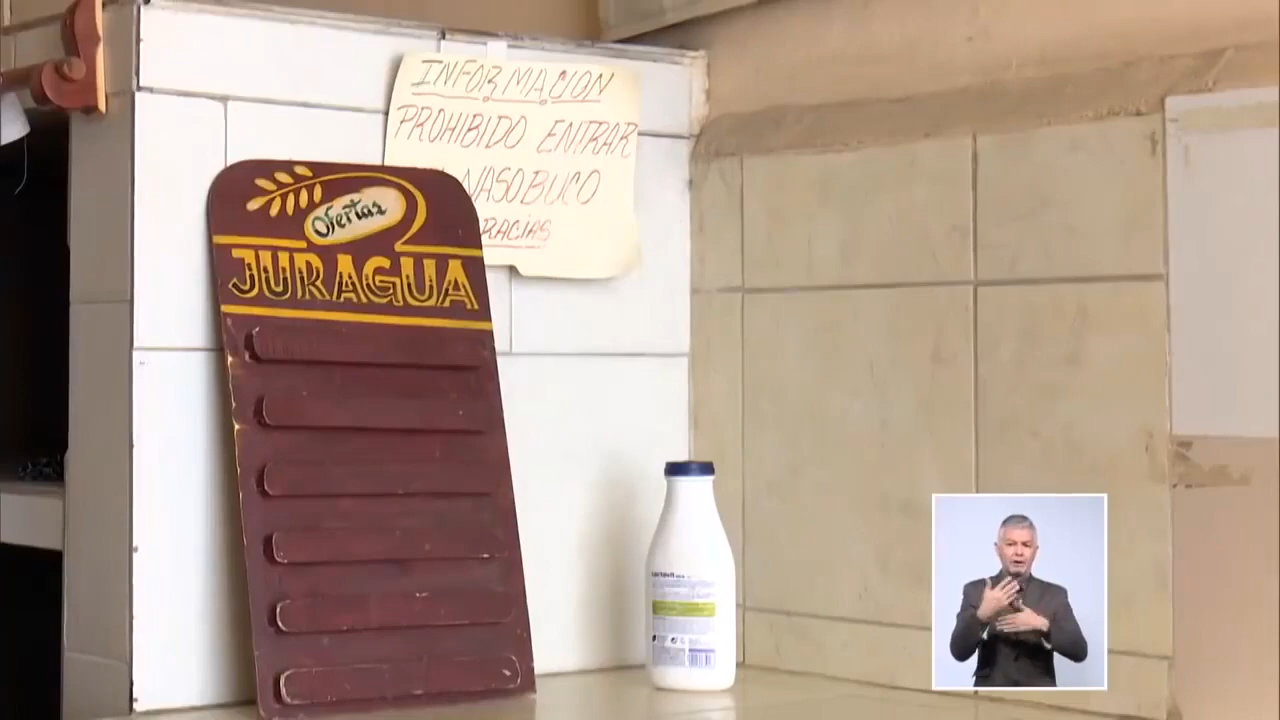 INFORMACION
PROHIBIDO ENTRAR
NASOBUCO
RACIAS
Ofertas
JURAGUA